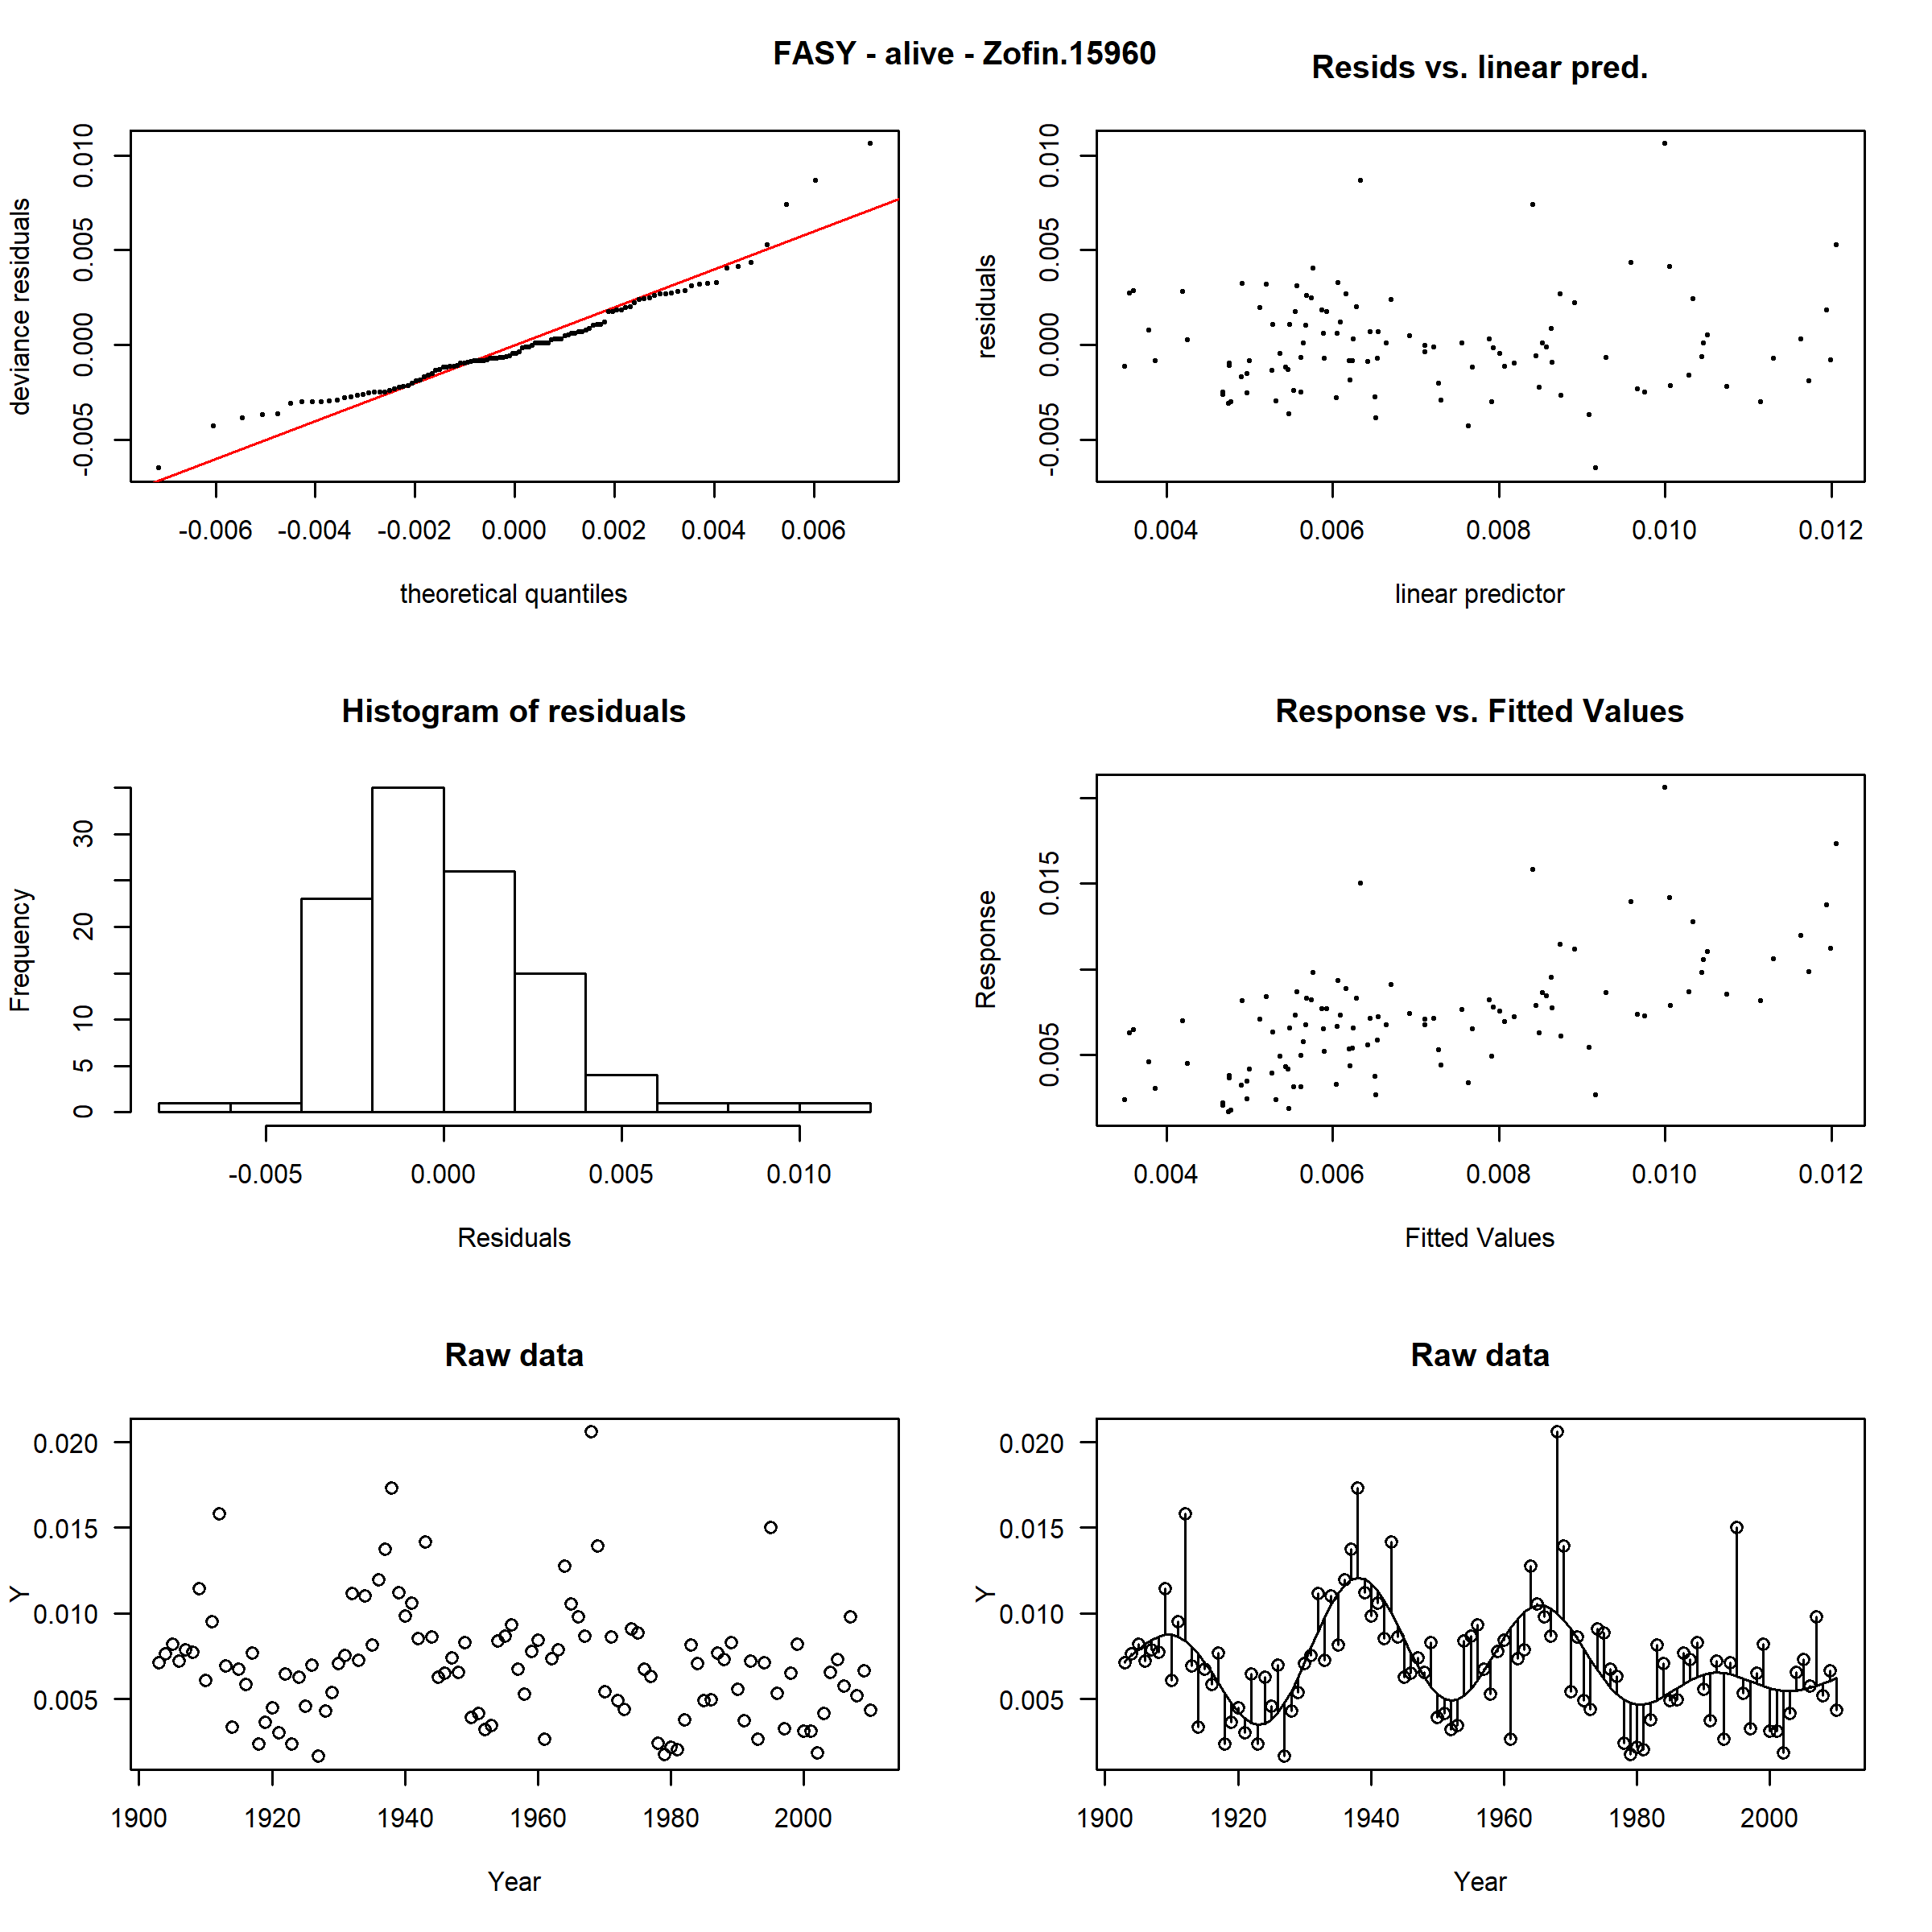 FASY - alive - Zofin.15960
deviance residuals
0.010
0.005
0.000
-0.005
-0.006 -0.004 -0.002 0.000 0.002 0.004 0.006
theoretical quantiles
Resids vs. linear pred.
residuals
0.010
0.005
0.000
-0.005
0.004 0.006 0.008 0.010 0.012
linear predictor
Histogram of residuals
Frequency
30
20
10
5
0
-0.005 0.000 0.005 0.010
Residuals
Response vs. Fitted Values
Response
0.015
0.005
0.004 0.006 0.008 0.010 0.012
Fitted Values
Raw data
Y
0.020
0.015
0.010
0.005
1900 1920 1940 1960 1980 2000
Year
Raw data
Y
0.020
0.015
0.010
0.005
1900 1920 1940 1960 1980 2000
Year